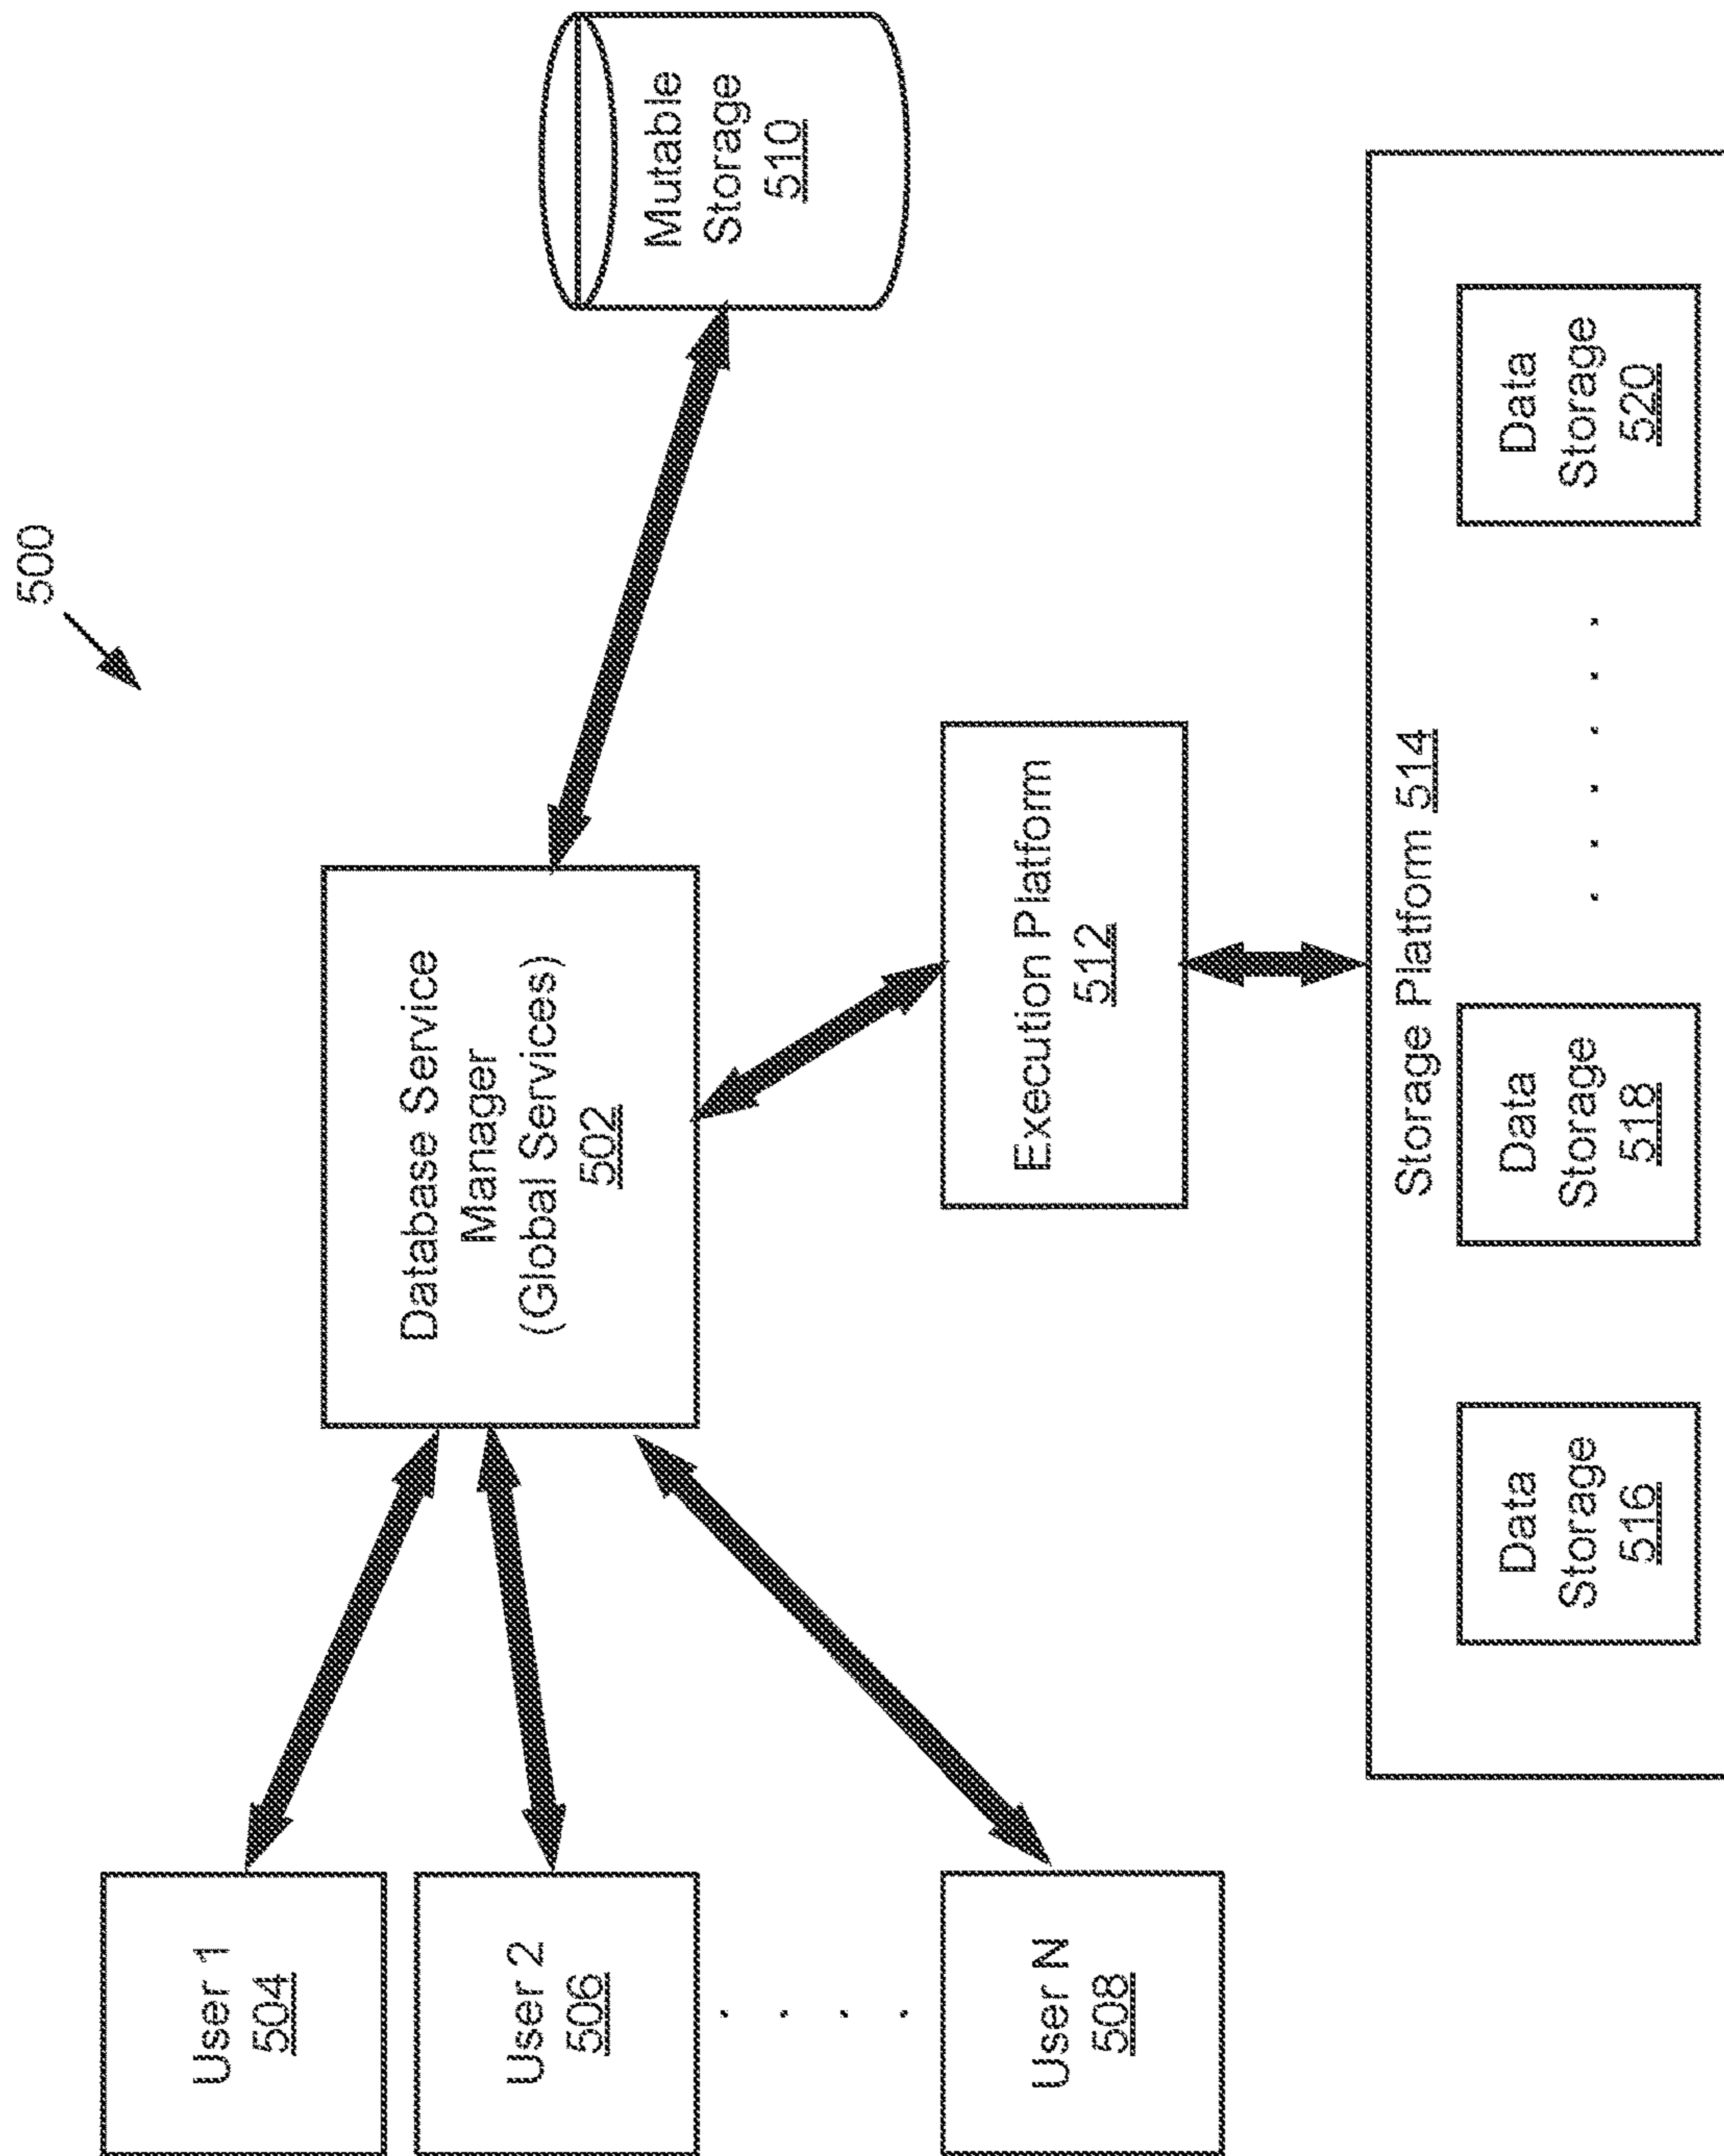 500
User 1
504
User 2
506
User N
508
Database Service
Manager
(Global Services)
502
Mutable
Storage
510
Execution Platform
512
Storage Platform 514
Data
Storage
516
Data
Storage
518
Data
Storage
520